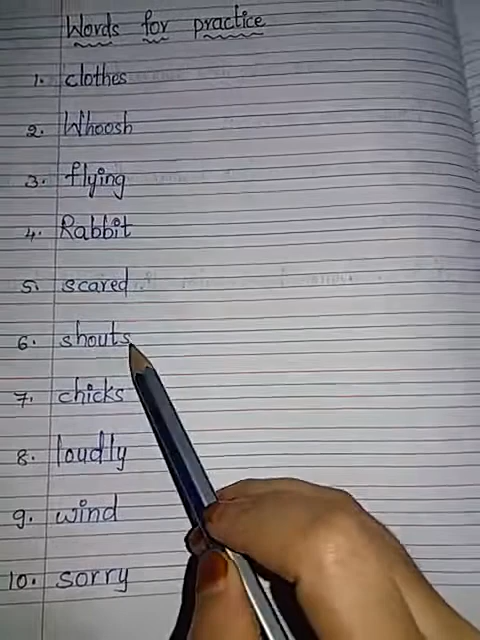 Words for practice
1. clothes
2. Whoosh
3. flying
4. Rabbit
5. scared.
6. shouts
7. chicks
8. loudly
9. wind
10. sorry